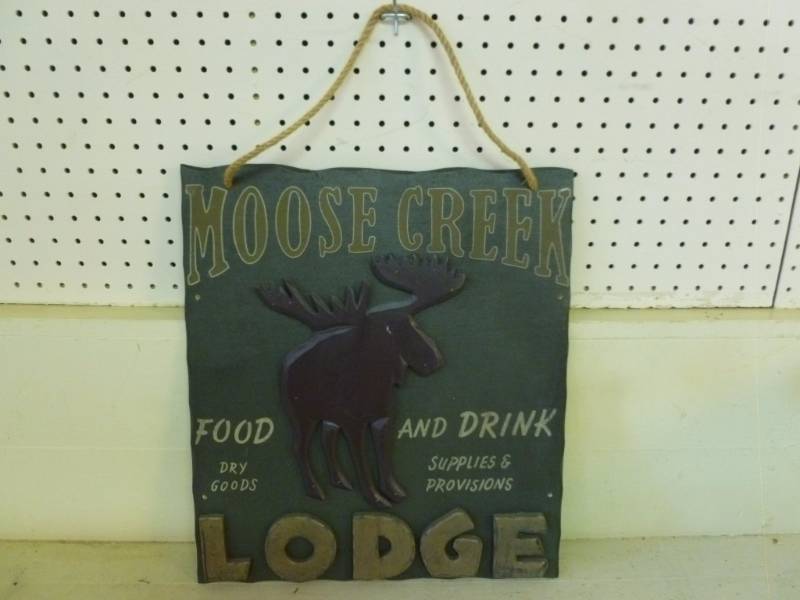 MOOSE CREEK
FOOD AND DRINK
DRY GOODS
SUPPLIES & PROVISIONS
LODGE